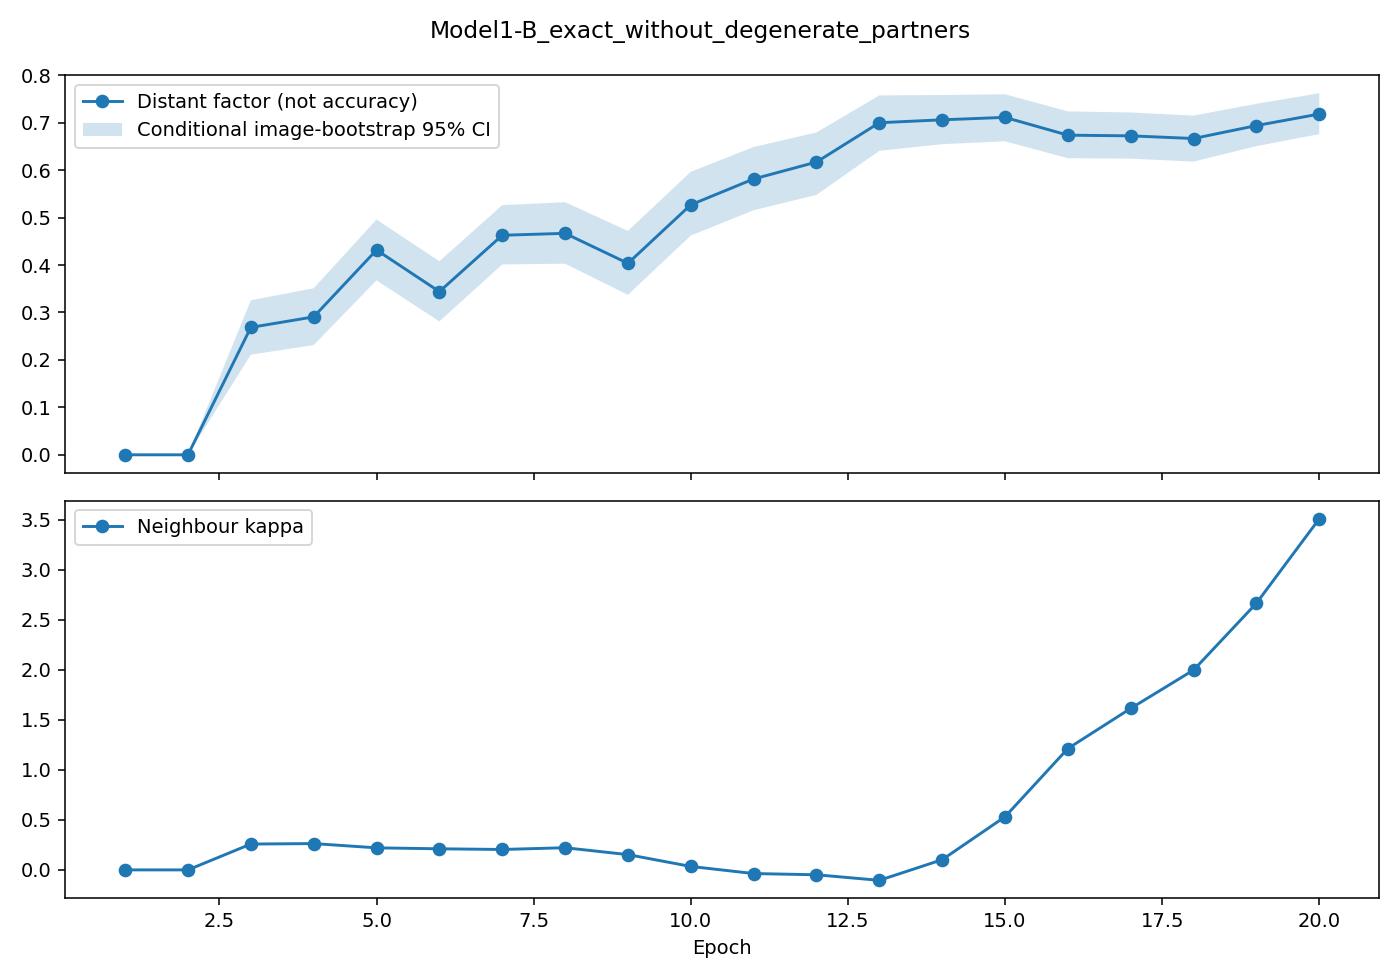 Model1-B_exact_without_degenerate_partners
0.8
0.7
0.6
0.5
0.4
0.3
0.2
0.1
0.0
Distant factor (not accuracy)
Conditional image-bootstrap 95% CI
3.5
3.0
2.5
2.0
1.5
1.0
0.5
0.0
Neighbour kappa
2.5 5.0 7.5 10.0 12.5 15.0 17.5 20.0
Epoch